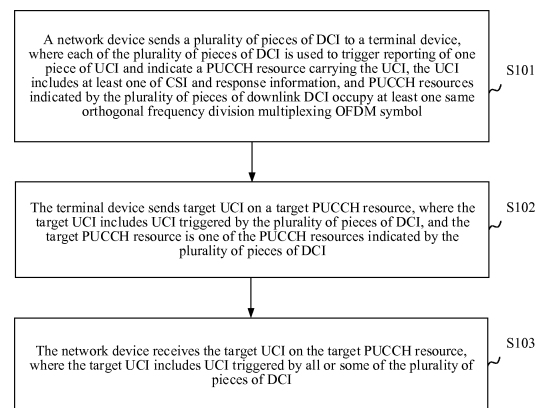 A network device sends a plurality of pieces of DCI to a terminal device,
where each of the plurality of pieces of DCI is used to trigger reporting of one
piece of UCI and indicate a PUCCH resource carrying the UCI, the UCI
includes at least one of CSI and response information, and PUCCH resources
indicated by the plurality of pieces of downlink DCI occupy at least one same
orthogonal frequency division multiplexing OFDM symbol
S101
The terminal device sends target UCI on a target PUCCH resource, where the
target UCI includes UCI triggered by the plurality of pieces of DCI, and the
target PUCCH resource is one of the PUCCH resources indicated by the
plurality of pieces of DCI
S102
The network device receives the target UCI on the target PUCCH resource,
where the target UCI includes UCI triggered by all or some of the plurality of
pieces of DCI
S103